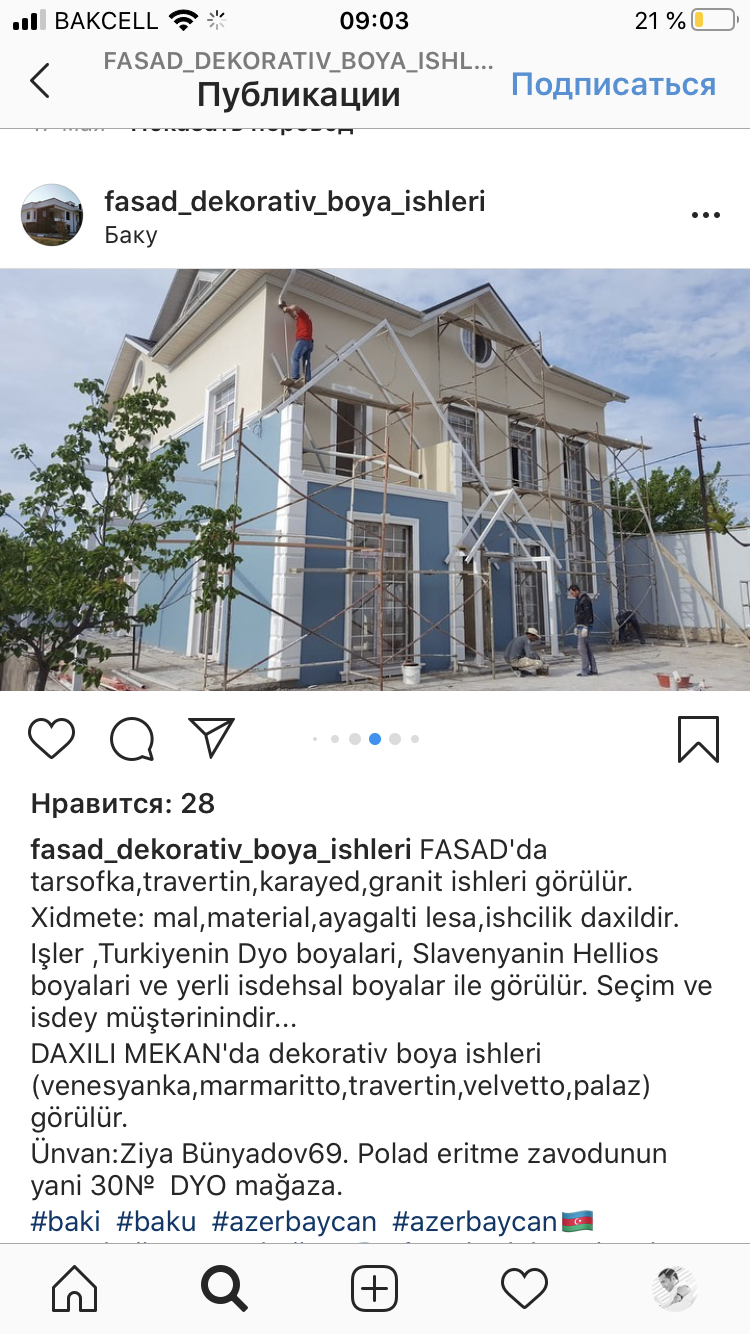 BAKCELL 09:03 21 %
FASAD_DEKORATIV_BOYA_ISHL...
Публикации
Подписаться
Показать перевод
fasad_dekorativ_boya_ishleri
Баку
Нравится: 28
fasad_dekorativ_boya_ishleri FASAD'da
tarsofka,travertin,karayed,granit ishleri görülür.
Xidmete: mal,material,ayagalti lesa,ishcilik daxildir.
Işler ,Turkiyenin Dyo boyalari, Slavenyanin Hellios
boyalari ve yerli isdehsal boyalar ile görülür. Seçim ve
isdey müştərinindir...
DAXILI MEKAN'da dekorativ boya ishleri
(venesyanka,marmaritto,travertin,velvetto,palaz)
görülür.
Ünvan:Ziya Bünyadov69. Polad eritme zavodunun
yani 30№ DYO mağaza.
#baki #baku #azerbaycan #azerbaycan🇦🇿